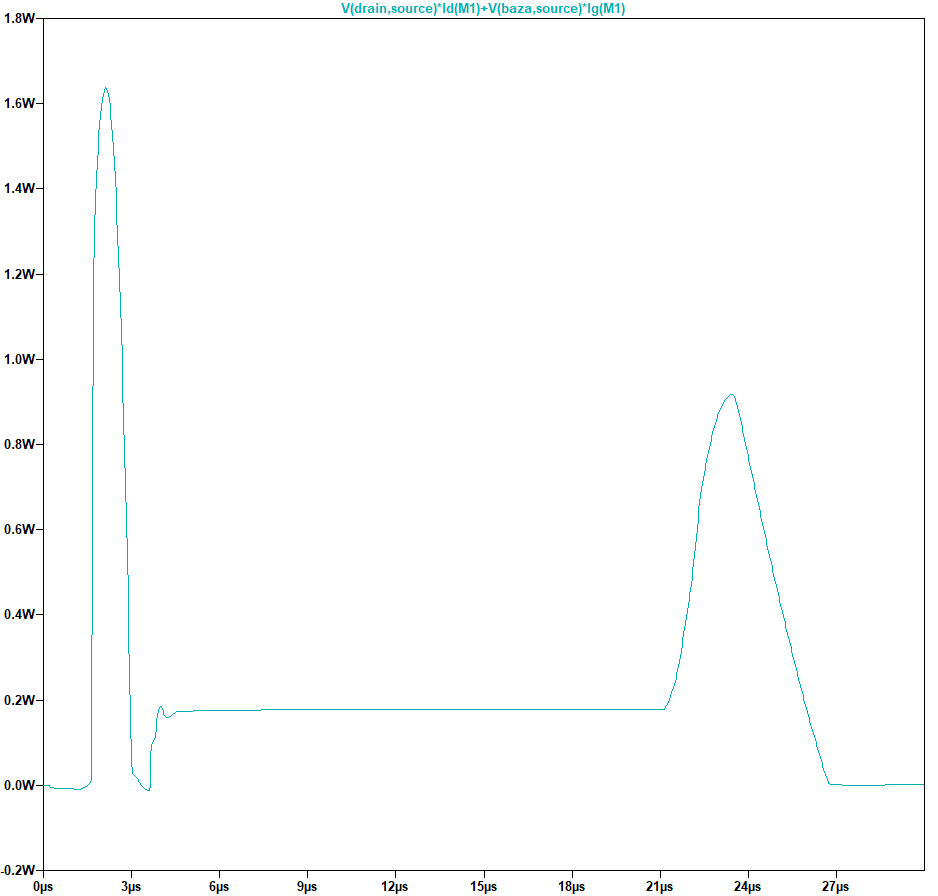 V(drain,source)*Id(M1)+V(baza,source)*Ig(M1)
1.8W
1.6W
1.4W
1.2W
1.0W
0.8W
0.6W
0.4W
0.2W
0.0W
-0.2W
0µs 3µs 6µs 9µs 12µs 15µs 18µs 21µs 24µs 27µs